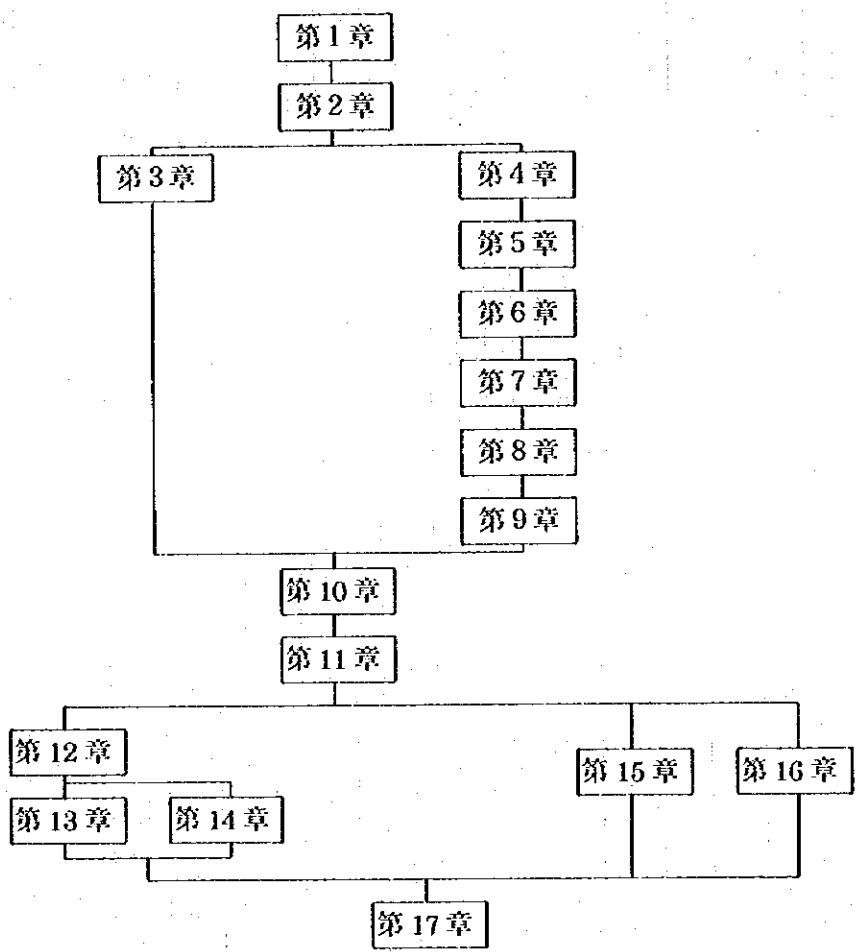 第1章
第2章
第3章
第4章
第5章
第6章
第7章
第8章
第9章
第10章
第11章
第12章
第15章
第16章
第13章
第14章
第17章